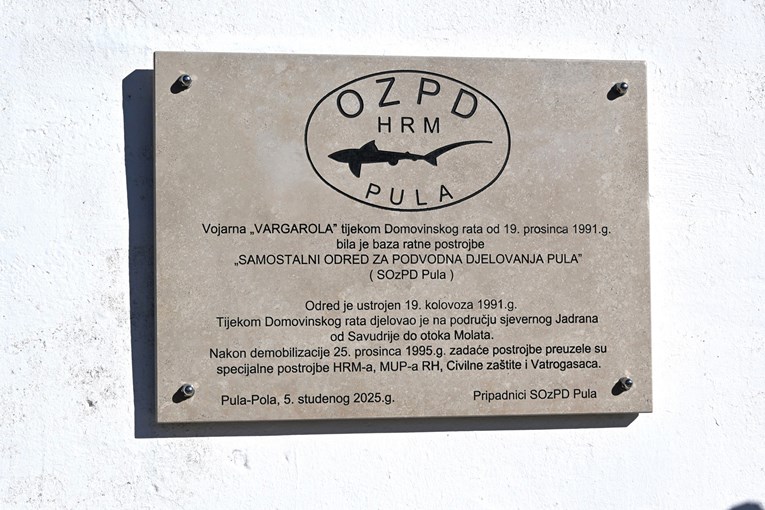 OZPD
HRM
PULA
Vojarna „VARGAROLA” tijekom Domovinskog rata od 19. prosinca 1991.g.
bila je baza ratne postrojbe
„SAMOSTALNI ODRED ZA PODVODNA DJELOVANJA PULA”
( SOzPD Pula )
Odred je ustrojen 19. kolovoza 1991.g.
Tijekom Domovinskog rata djelovao je na području sjevernog Jadrana
od Savudrije do otoka Molata.
Nakon demobilizacije 25. prosinca 1995.g. zadaće postrojbe preuzele su
specijalne postrojbe HRM-a, MUP-a RH, Civilne zaštite i Vatrogasaca.
Pula-Pola, 5. studenog 2025.g. Pripadnici SOzPD Pula